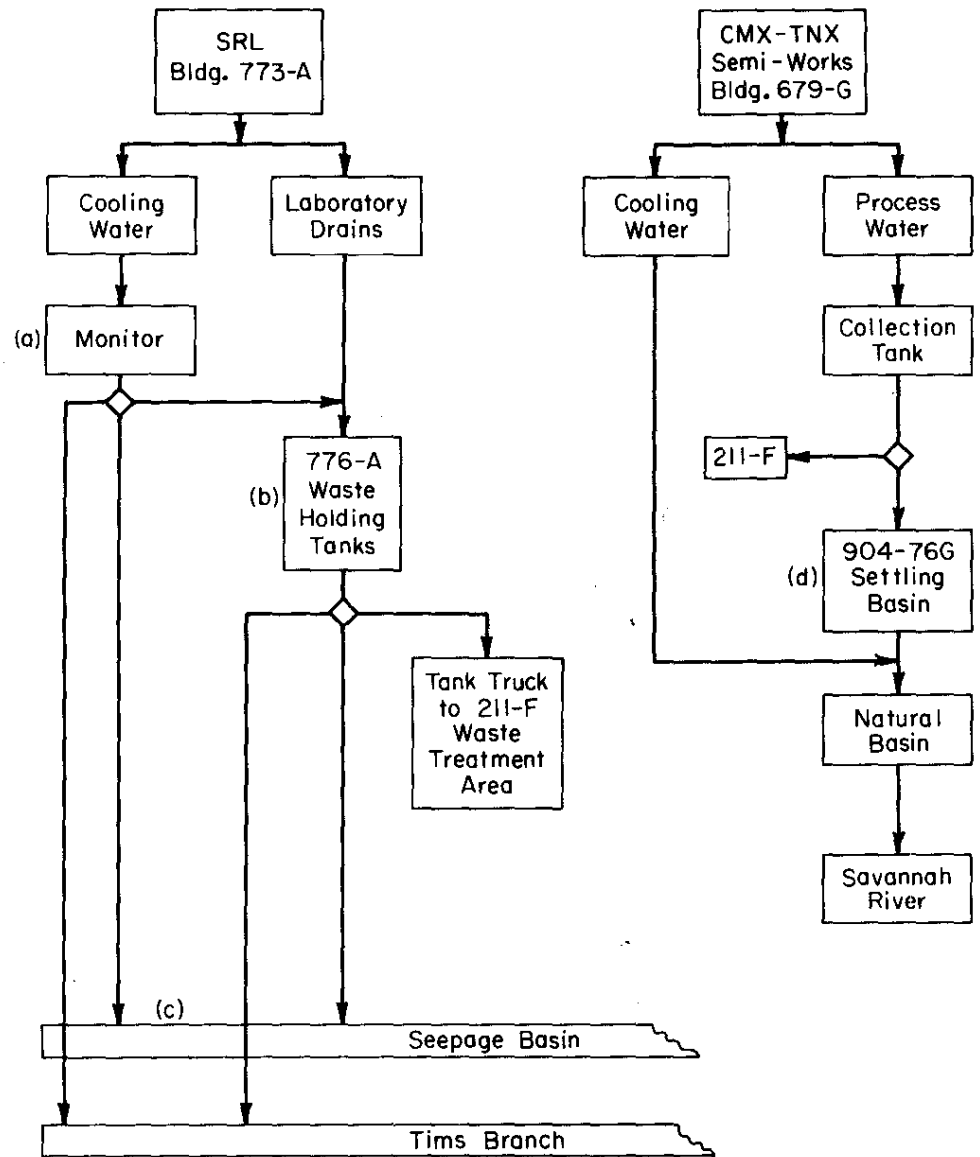 SRL
Bldg. 773-A
CMX-TNX
Semi-Works
Bldg. 679-G
Cooling
Water
Laboratory
Drains
Cooling
Water
Process
Water
(a)
Monitor
Collection
Tank
(b)
776-A
Waste
Holding
Tanks
211-F
(d)
904-76G
Settling
Basin
Tank Truck
to 211-F
Waste
Treatment
Area
Natural
Basin
Savannah
River
(c)
Seepage Basin
Tims Branch